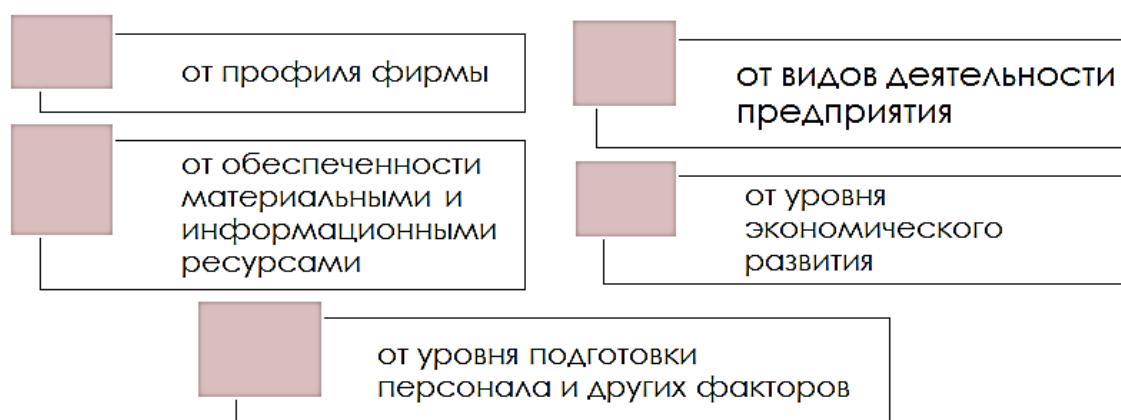 от профиля фирмы
от видов деятельности
предприятия
от обеспеченности
материальными и
информационными
ресурсами
от уровня
экономического
развития
от уровня подготовки
персонала и других факторов